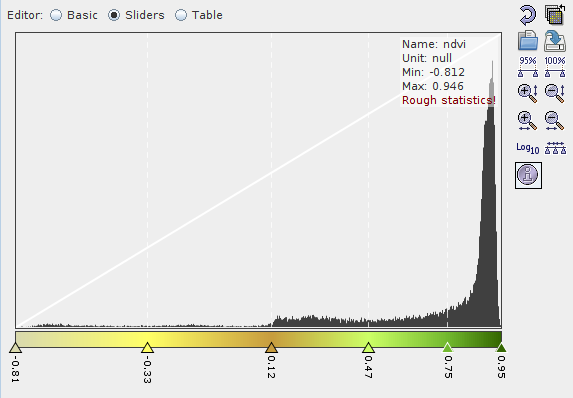 Editor: Basic Sliders Table
Name: ndvi
Unit: null
Min: -0.812
Max: 0.946
Rough statistics!
95% 100%
Log10
-0.81 -0.33 0.12 0.47 0.75 0.95